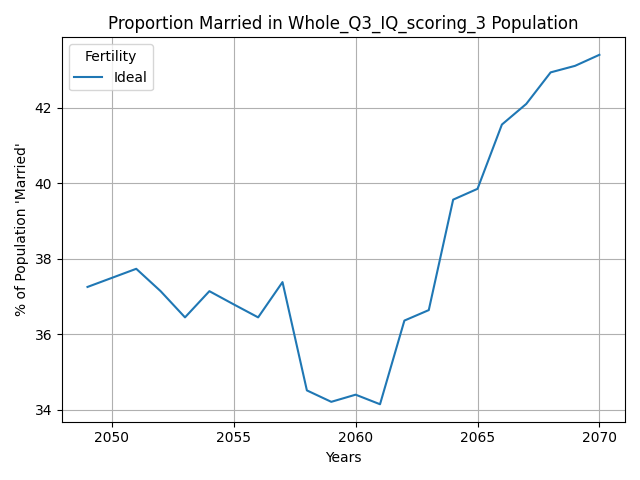 Proportion Married in Whole_Q3_IQ_scoring_3 Population
Fertility
Ideal
% of Population 'Married'
42
40
38
36
34
2050
2055
2060
2065
2070
Years